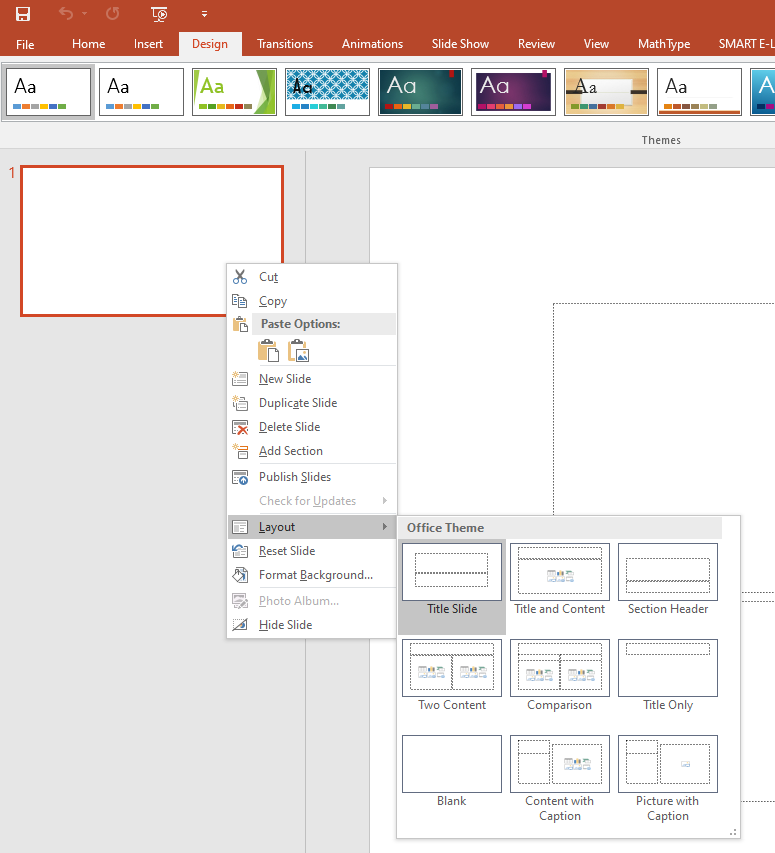 File Home Insert Design Transitions Animations Slide Show Review View MathType SMART E-L
Aa Aa Aa Aa Aa Aa Aa Aa A
Themes
1
Cut
Copy
Paste Options:
New Slide
Duplicate Slide
Delete Slide
Add Section
Publish Slides
Check for Updates
Layout
Reset Slide
Format Background...
Photo Album...
Hide Slide
Office Theme
Title Slide Title and Content Section Header
Two Content Comparison Title Only
Blank Content with Caption Picture with Caption